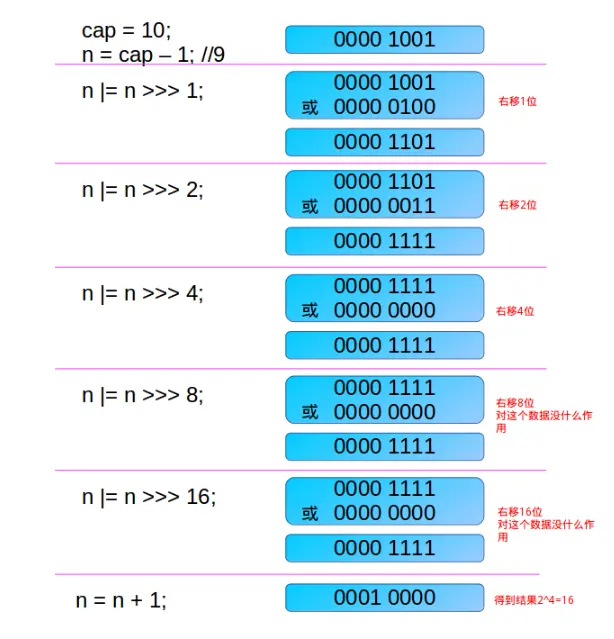 cap = 10;
n = cap – 1; //9
0000 1001
n |= n >>> 1;
0000 1001
或 0000 0100
右移1位
0000 1101
n |= n >>> 2;
0000 1101
或 0000 0011
右移2位
0000 1111
n |= n >>> 4;
0000 1111
或 0000 0000
右移4位
0000 1111
n |= n >>> 8;
0000 1111
或 0000 0000
右移8位
对这个数据没什么作
用
0000 1111
n |= n >>> 16;
0000 1111
或 0000 0000
右移16位
对这个数据没什么作
用
0000 1111
n = n + 1;
0001 0000
得到结果2^4=16